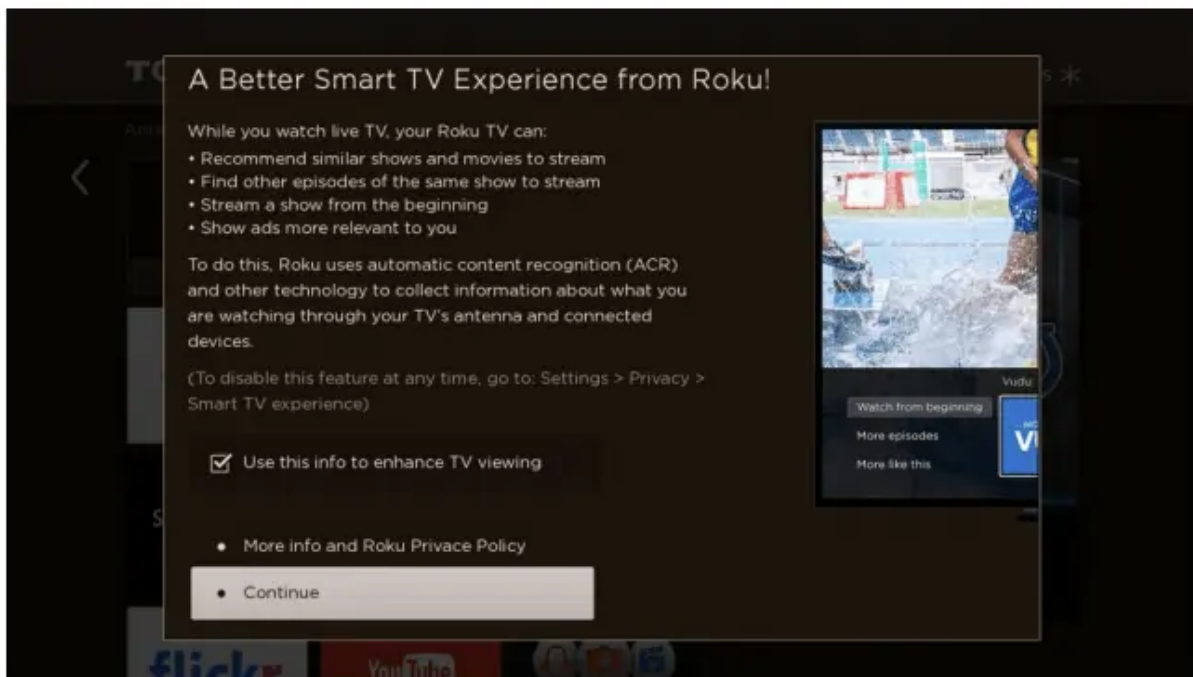 A Better Smart TV Experience from Roku!
While you watch live TV, your Roku TV can:
• Recommend similar shows and movies to stream
• Find other episodes of the same show to stream
• Stream a show from the beginning
• Show ads more relevant to you
To do this, Roku uses automatic content recognition (ACR)
and other technology to collect information about what you
are watching through your TV's antenna and connected
devices.
(To disable this feature at any time, go to: Settings > Privacy >
Smart TV experience)
Use this info to enhance TV viewing
• More info and Roku Privace Policy
• Continue
Vudu
Watch from beginning
More episodes
More like this
flickr
YouTube